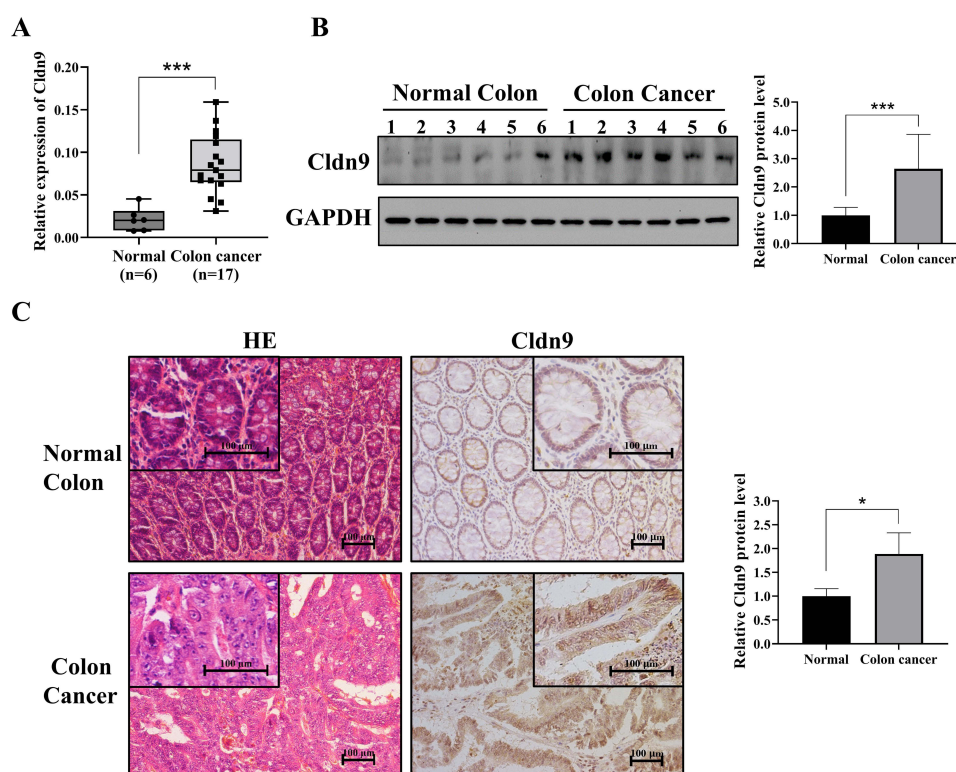 A
Relative expression of Cldn9
0.20
0.15
0.10
0.05
0.00
***
Normal
(n=6)
Colon cancer
(n=17)
B
Normal Colon
Colon Cancer
1 2 3 4 5 6 1 2 3 4 5 6
Cldn9
GAPDH
Relative Cldn9 protein level
5.0
4.0
3.0
2.0
1.0
0.0
***
Normal
Colon cancer
C
HE
Cldn9
Normal
Colon
100 μm
100 μm
100 μm
100 μm
Colon
Cancer
100 μm
100 μm
100 μm
100 μm
Relative Cldn9 protein level
3.0
2.5
2.0
1.5
1.0
0.5
0.0
*
Normal
Colon cancer